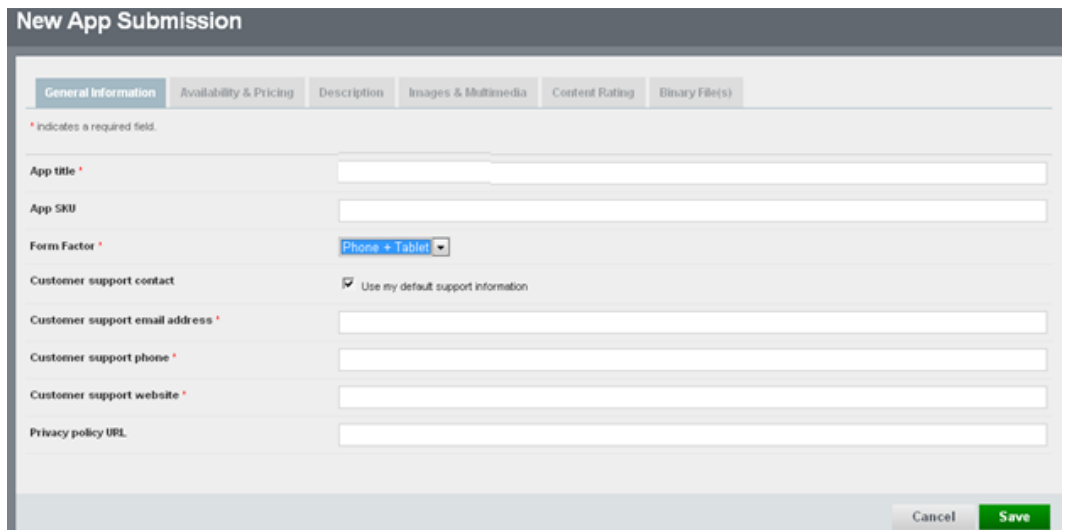 New App Submission
General Information Availability & Pricing Description Images & Multimedia Content Rating Binary File(s)
* indicates a required field.
App title *
App SKU
Form Factor * Phone + Tablet
Customer support contact Use my default support information
Customer support email address *
Customer support phone *
Customer support website *
Privacy policy URL
Cancel Save